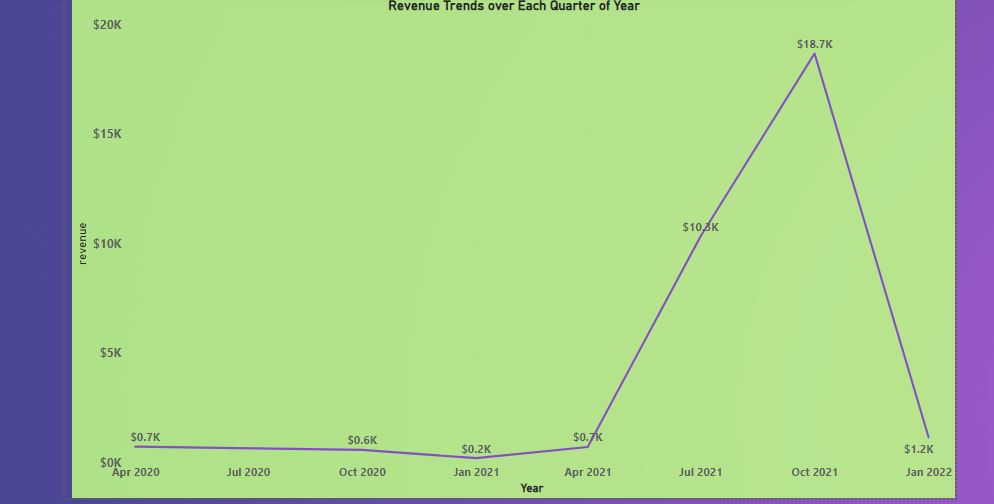 Revenue Trends over Each Quarter of Year
$20K
$18.7K
$15K
$10.3K
revenue
$10K
$5K
$0.7K
$0.6K
$0.2K
$0.7K
$1.2K
$0K
Apr 2020 Jul 2020 Oct 2020 Jan 2021 Apr 2021 Jul 2021 Oct 2021 Jan 2022
Year